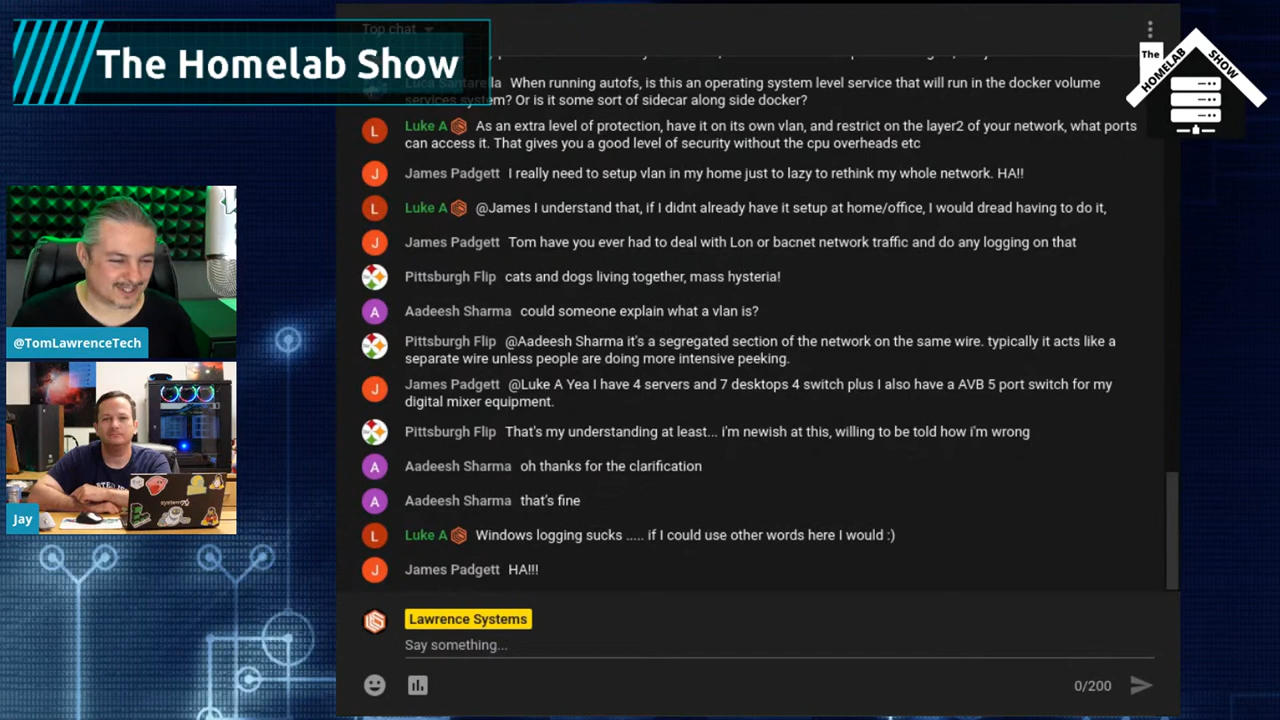 The Homelab Show
The
HOMELAB
SHOW
Top chat
Luca Santarella When running autofs, is this an operating system level service that will run in the docker volume
services system? Or is it some sort of sidecar along side docker?
L Luke A As an extra level of protection, have it on its own vlan, and restrict on the layer2 of your network, what ports
can access it. That gives you a good level of security without the cpu overheads etc
J James Padgett I really need to setup vlan in my home just to lazy to rethink my whole network. HA!!
L Luke A @James I understand that, if I didnt already have it setup at home/office, I would dread having to do it,
J James Padgett Tom have you ever had to deal with Lon or bacnet network traffic and do any logging on that
Pittsburgh Flip cats and dogs living together, mass hysteria!
A Aadeesh Sharma could someone explain what a vlan is?
Pittsburgh Flip @Aadeesh Sharma it's a segregated section of the network on the same wire. typically it acts like a
separate wire unless people are doing more intensive peeking.
J James Padgett @Luke A Yea I have 4 servers and 7 desktops 4 switch plus I also have a AVB 5 port switch for my
digital mixer equipment.
Pittsburgh Flip That's my understanding at least... i'm newish at this, willing to be told how i'm wrong
A Aadeesh Sharma oh thanks for the clarification
A Aadeesh Sharma that's fine
L Luke A Windows logging sucks ..... if I could use other words here I would :)
J James Padgett HA!!!
Lawrence Systems
Say something...
0/200
@TomLawrenceTech
Jay
system76